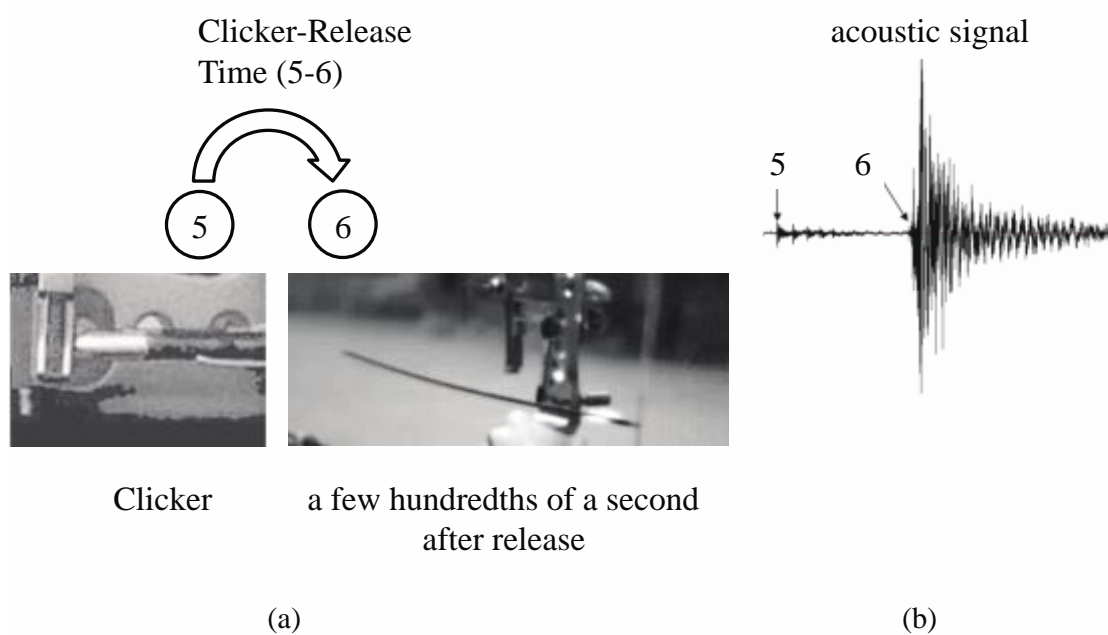 Clicker-Release
Time (5-6)
5
6
Clicker
a few hundredths of a second
after release
(a)
acoustic signal
5
6
(b)